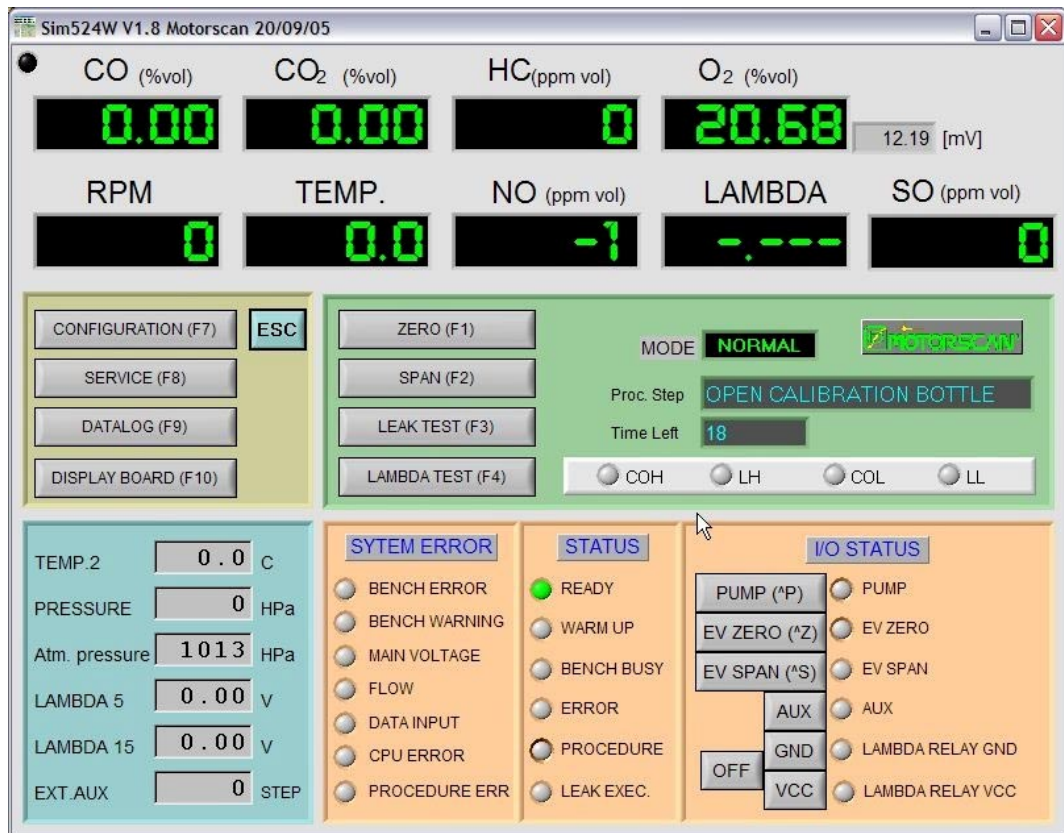 Sim524W V1.8 Motorscan 20/09/05
CO (%vol) CO2 (%vol) HC(ppm vol) O2 (%vol)
0.00 0.00 0 20.68 12.19 [mV]
RPM TEMP. NO (ppm vol) LAMBDA SO (ppm vol)
0 0.0 -1 -.--- 0
CONFIGURATION (F7) ESC
SERVICE (F8)
DATALOG (F9)
DISPLAY BOARD (F10)
ZERO (F1)
SPAN (F2)
LEAK TEST (F3)
LAMBDA TEST (F4)
MODE NORMAL MOTORSCAN
Proc. Step OPEN CALIBRATION BOTTLE
Time Left 18
COH LH COL LL
TEMP.2 0.0 C
PRESSURE 0 HPa
Atm. pressure 1013 HPa
LAMBDA 5 0.00 V
LAMBDA 15 0.00 V
EXT.AUX 0 STEP
SYTEM ERROR
BENCH ERROR
BENCH WARNING
MAIN VOLTAGE
FLOW
DATA INPUT
CPU ERROR
PROCEDURE ERR
STATUS
READY
WARM UP
BENCH BUSY
ERROR
PROCEDURE
LEAK EXEC.
I/O STATUS
PUMP (^P) PUMP
EV ZERO (^Z) EV ZERO
EV SPAN (^S) EV SPAN
AUX AUX
GND LAMBDA RELAY GND
OFF
VCC LAMBDA RELAY VCC